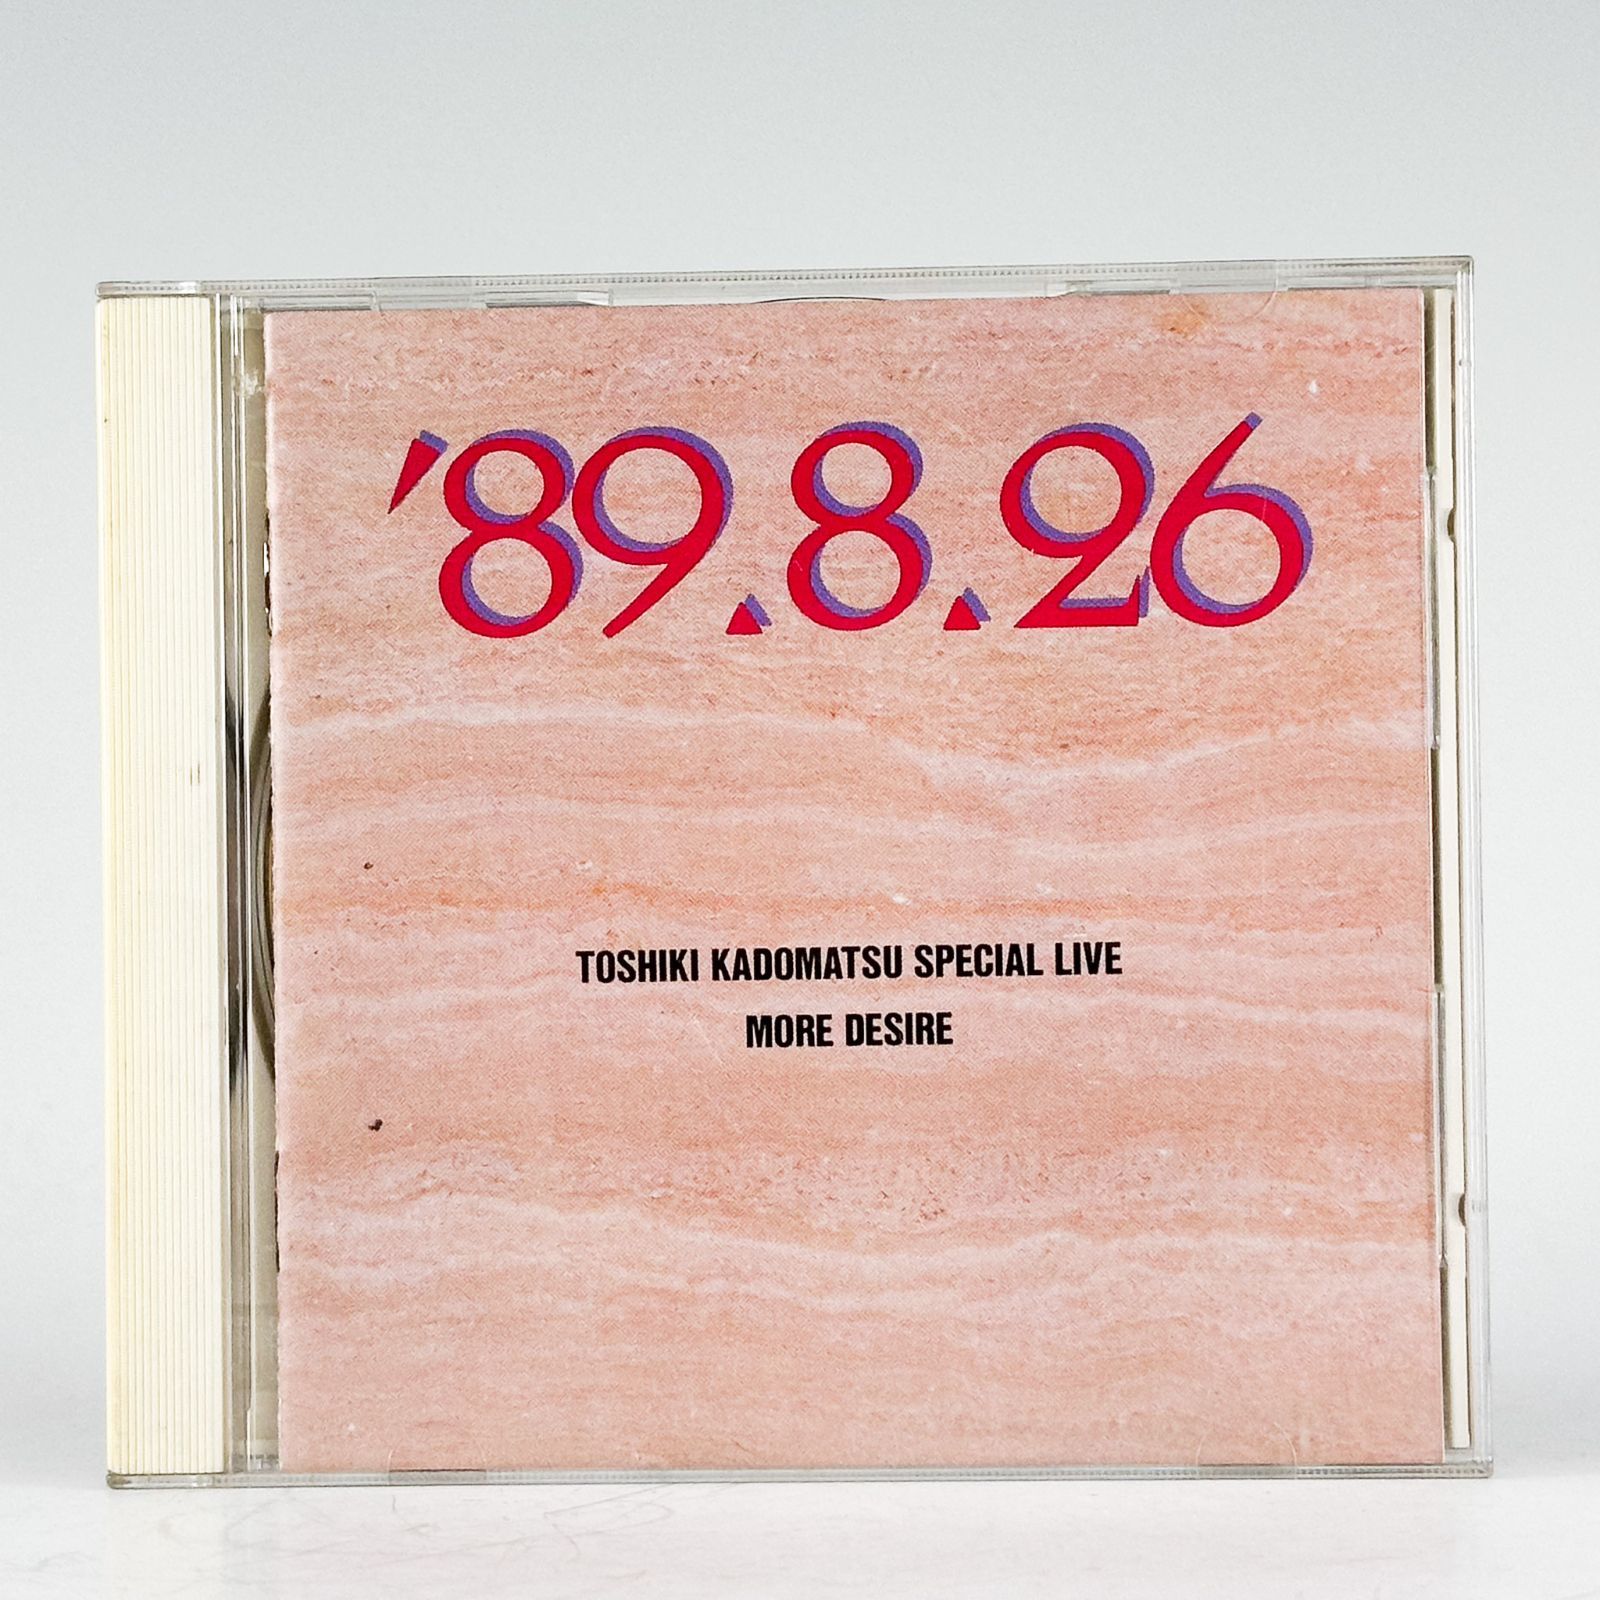 '89.8.26
TOSHIKI KADOMATSU SPECIAL LIVE
MORE DESIRE